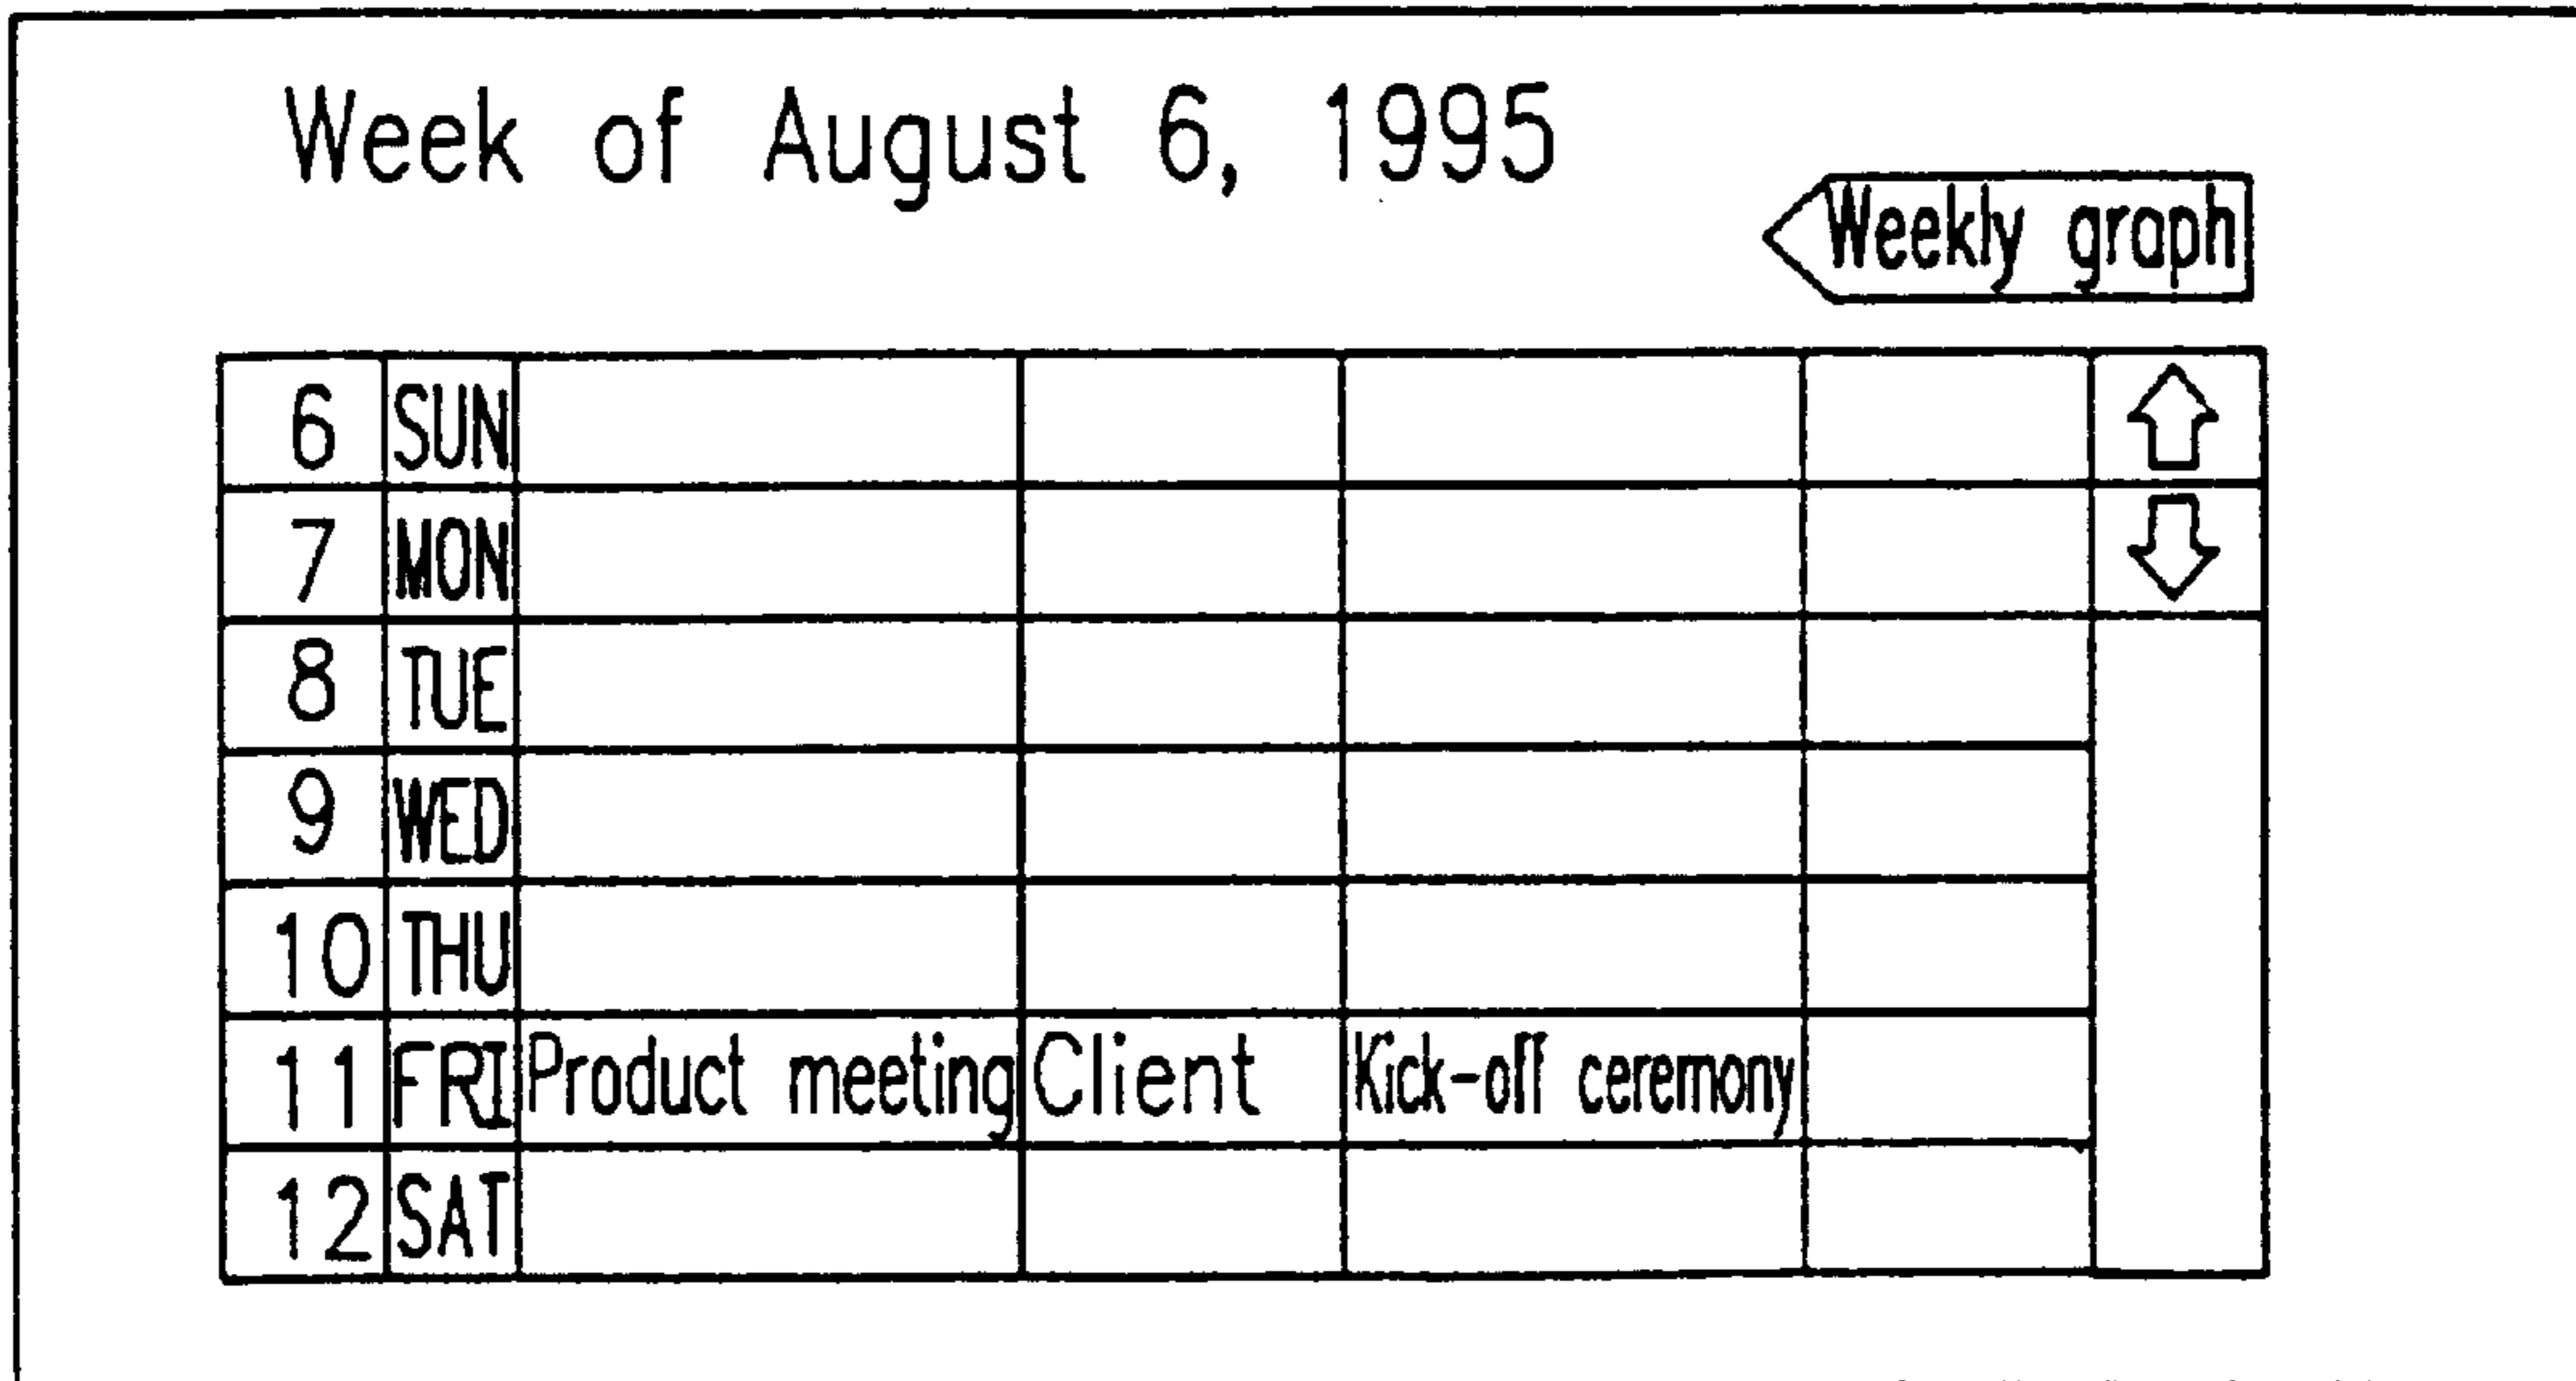 Week of August 6, 1995
Weekly graph
6 SUN
7 MON
8 TUE
9 WED
10 THU
11 FRI Product meeting Client Kick-off ceremony
12 SAT